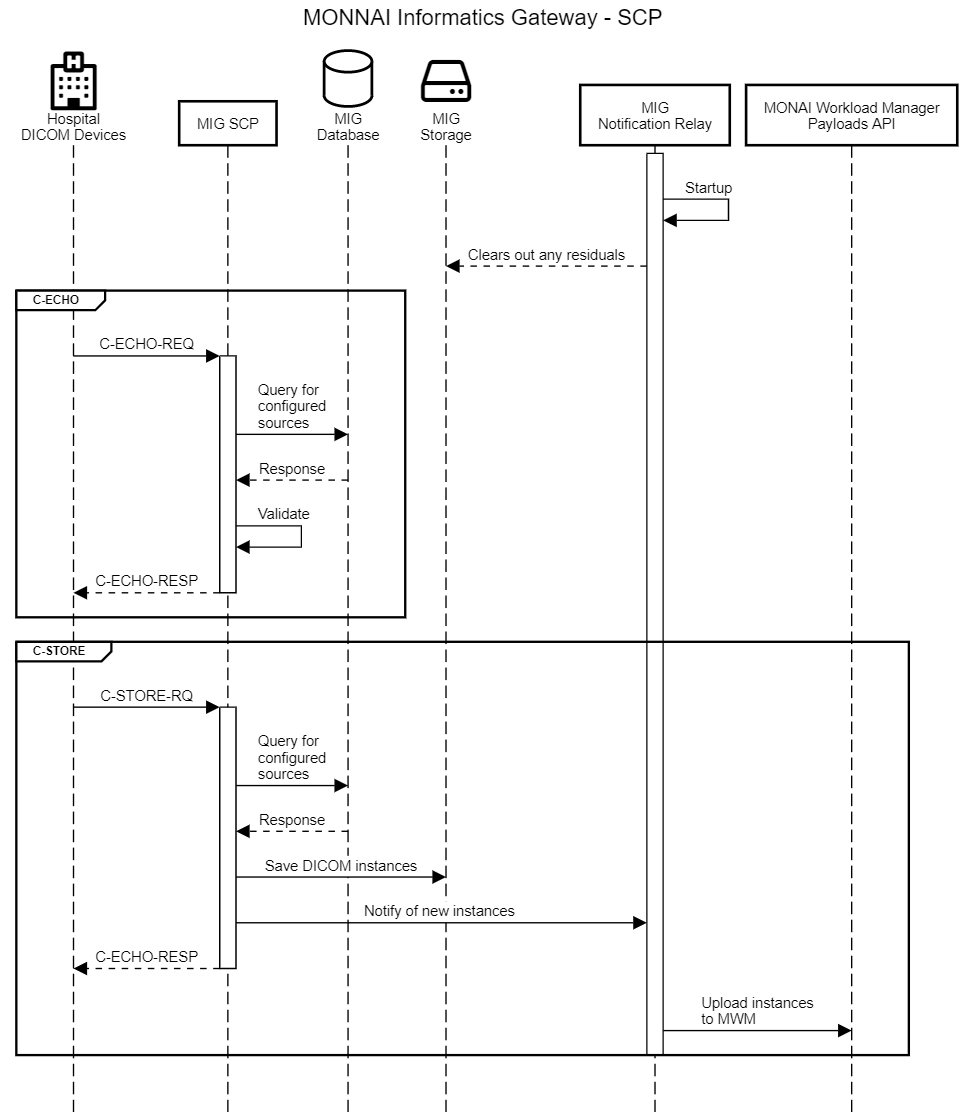 MONNAI Informatics Gateway - SCP
Hospital
DICOM Devices
MIG SCP
MIG
Database
MIG
Storage
MIG
Notification Relay
MONAI Workload Manager
Payloads API
Startup
Clears out any residuals
C-ECHO
C-ECHO-REQ
Query for
configured
sources
Response
Validate
C-ECHO-RESP
C-STORE
C-STORE-RQ
Query for
configured
sources
Response
Save DICOM instances
Notify of new instances
C-ECHO-RESP
Upload instances
to MWM